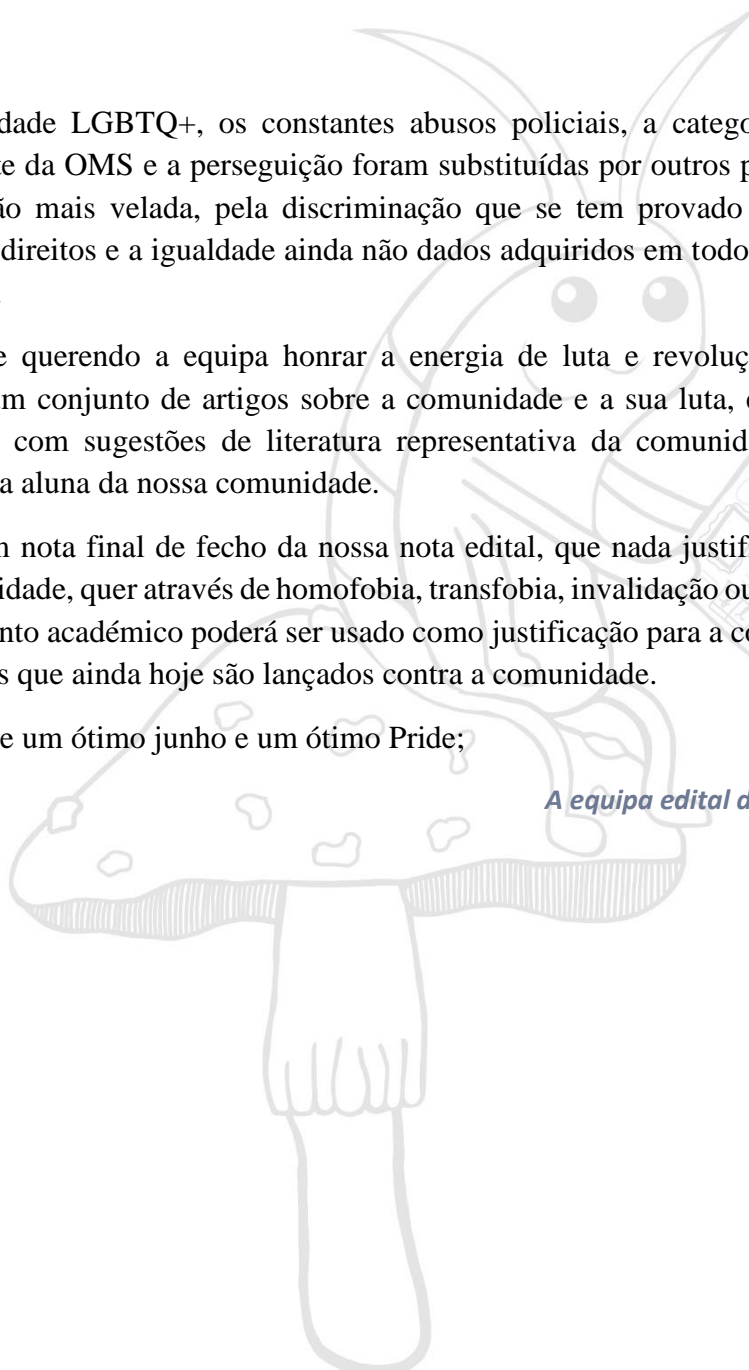 dade LGBTQ+, os constantes abusos policiais, a catego
te da OMS e a perseguição foram substituídas por outros p
ão mais velada, pela discriminação que se tem provado
direitos e a igualdade ainda não dados adquiridos em todo
e querendo a equipa honrar a energia de luta e revoluç
um conjunto de artigos sobre a comunidade e a sua luta,
com sugestões de literatura representativa da comunid
a aluna da nossa comunidade.
n nota final de fecho da nossa nota edital, que nada justif
idade, quer através de homofobia, transfobia, invalidação ou
nto académico poderá ser usado como justificação para a c
s que ainda hoje são lançados contra a comunidade.
e um ótimo junho e um ótimo Pride;
A equipa edital d